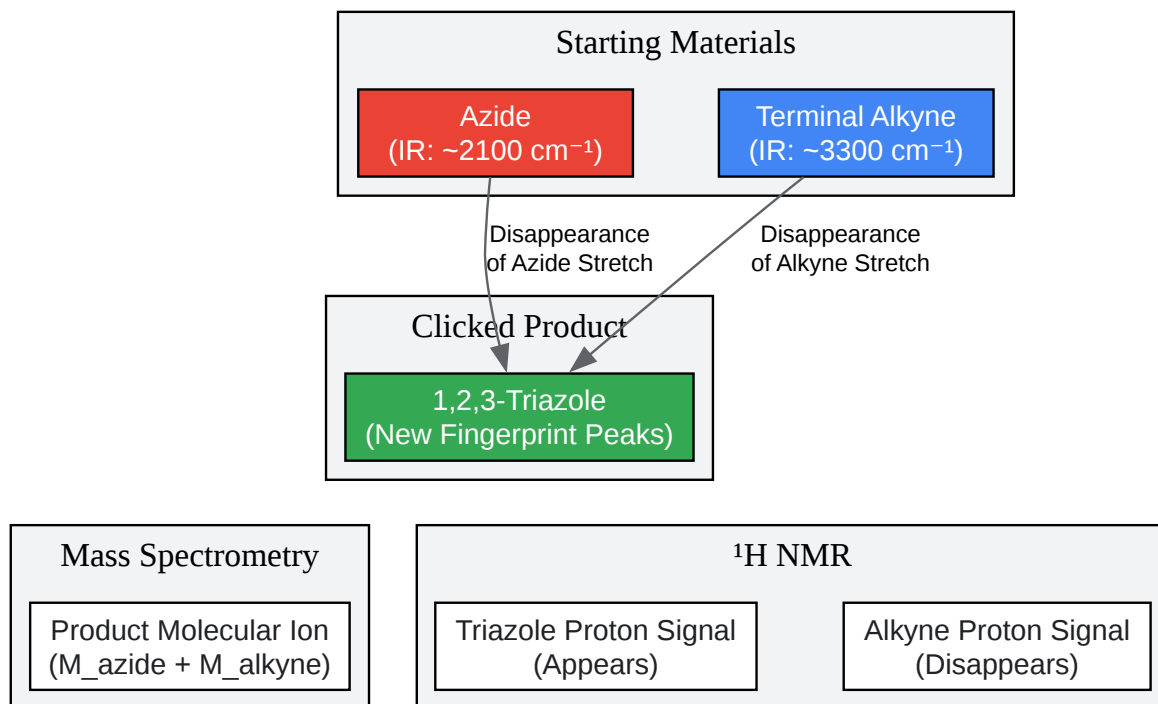 Starting Materials
Azide
(IR: ~2100 cm⁻¹)
Terminal Alkyne
(IR: ~3300 cm⁻¹)
Disappearance
of Azide Stretch
Disappearance
of Alkyne Stretch
Clicked Product
1,2,3-Triazole
(New Fingerprint Peaks)
Mass Spectrometry
Product Molecular Ion
(M_azide + M_alkyne)
¹H NMR
Triazole Proton Signal
(Appears)
Alkyne Proton Signal
(Disappears)